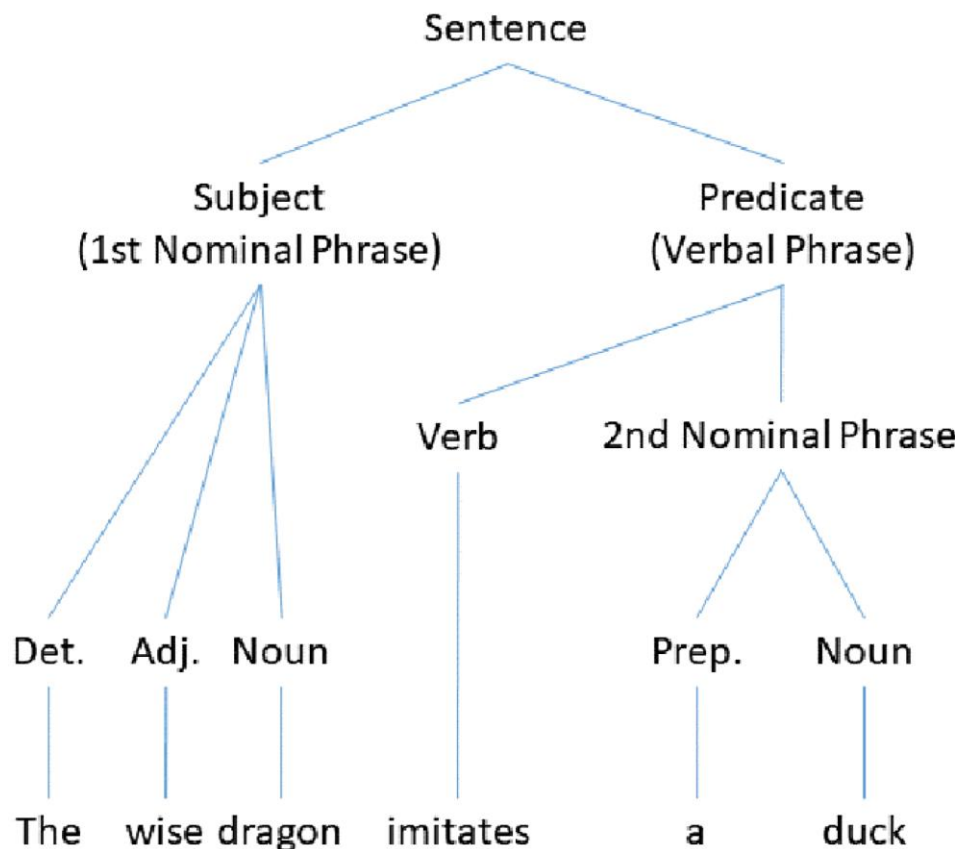 Sentence
Subject Predicate
(1st Nominal Phrase) (Verbal Phrase)
Verb 2nd Nominal Phrase
Det. Adj. Noun Prep. Noun
The wise dragon imitates a duck